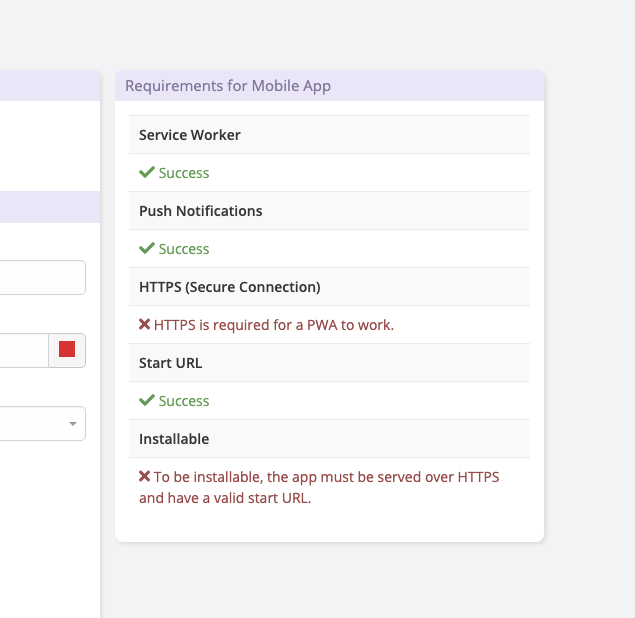 Requirements for Mobile App
Service Worker
Success
Push Notifications
Success
HTTPS (Secure Connection)
HTTPS is required for a PWA to work.
Start URL
Success
Installable
To be installable, the app must be served over HTTPS
and have a valid start URL.